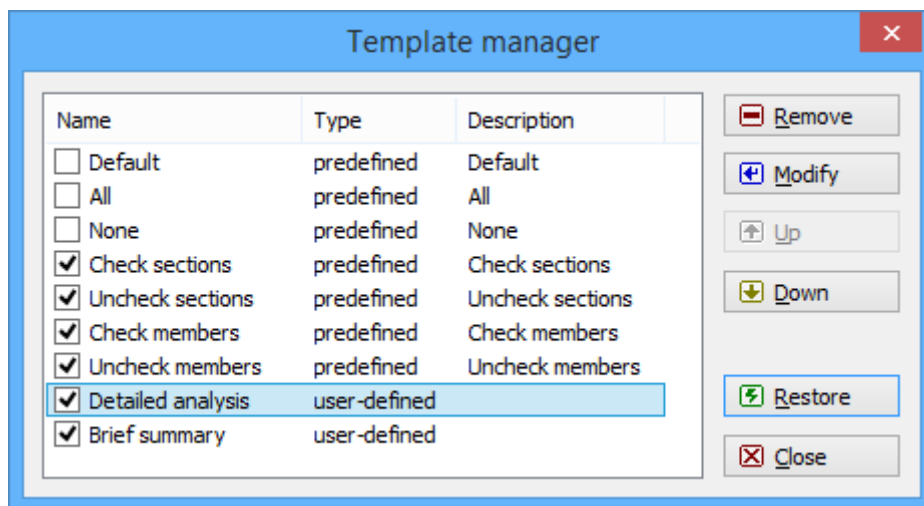 Template manager
Name Type Description
Default predefined Default
All predefined All
None predefined None
Check sections predefined Check sections
Uncheck sections predefined Uncheck sections
Check members predefined Check members
Uncheck members predefined Uncheck members
Detailed analysis user-defined
Brief summary user-defined
Remove
Modify
Up
Down
Restore
Close